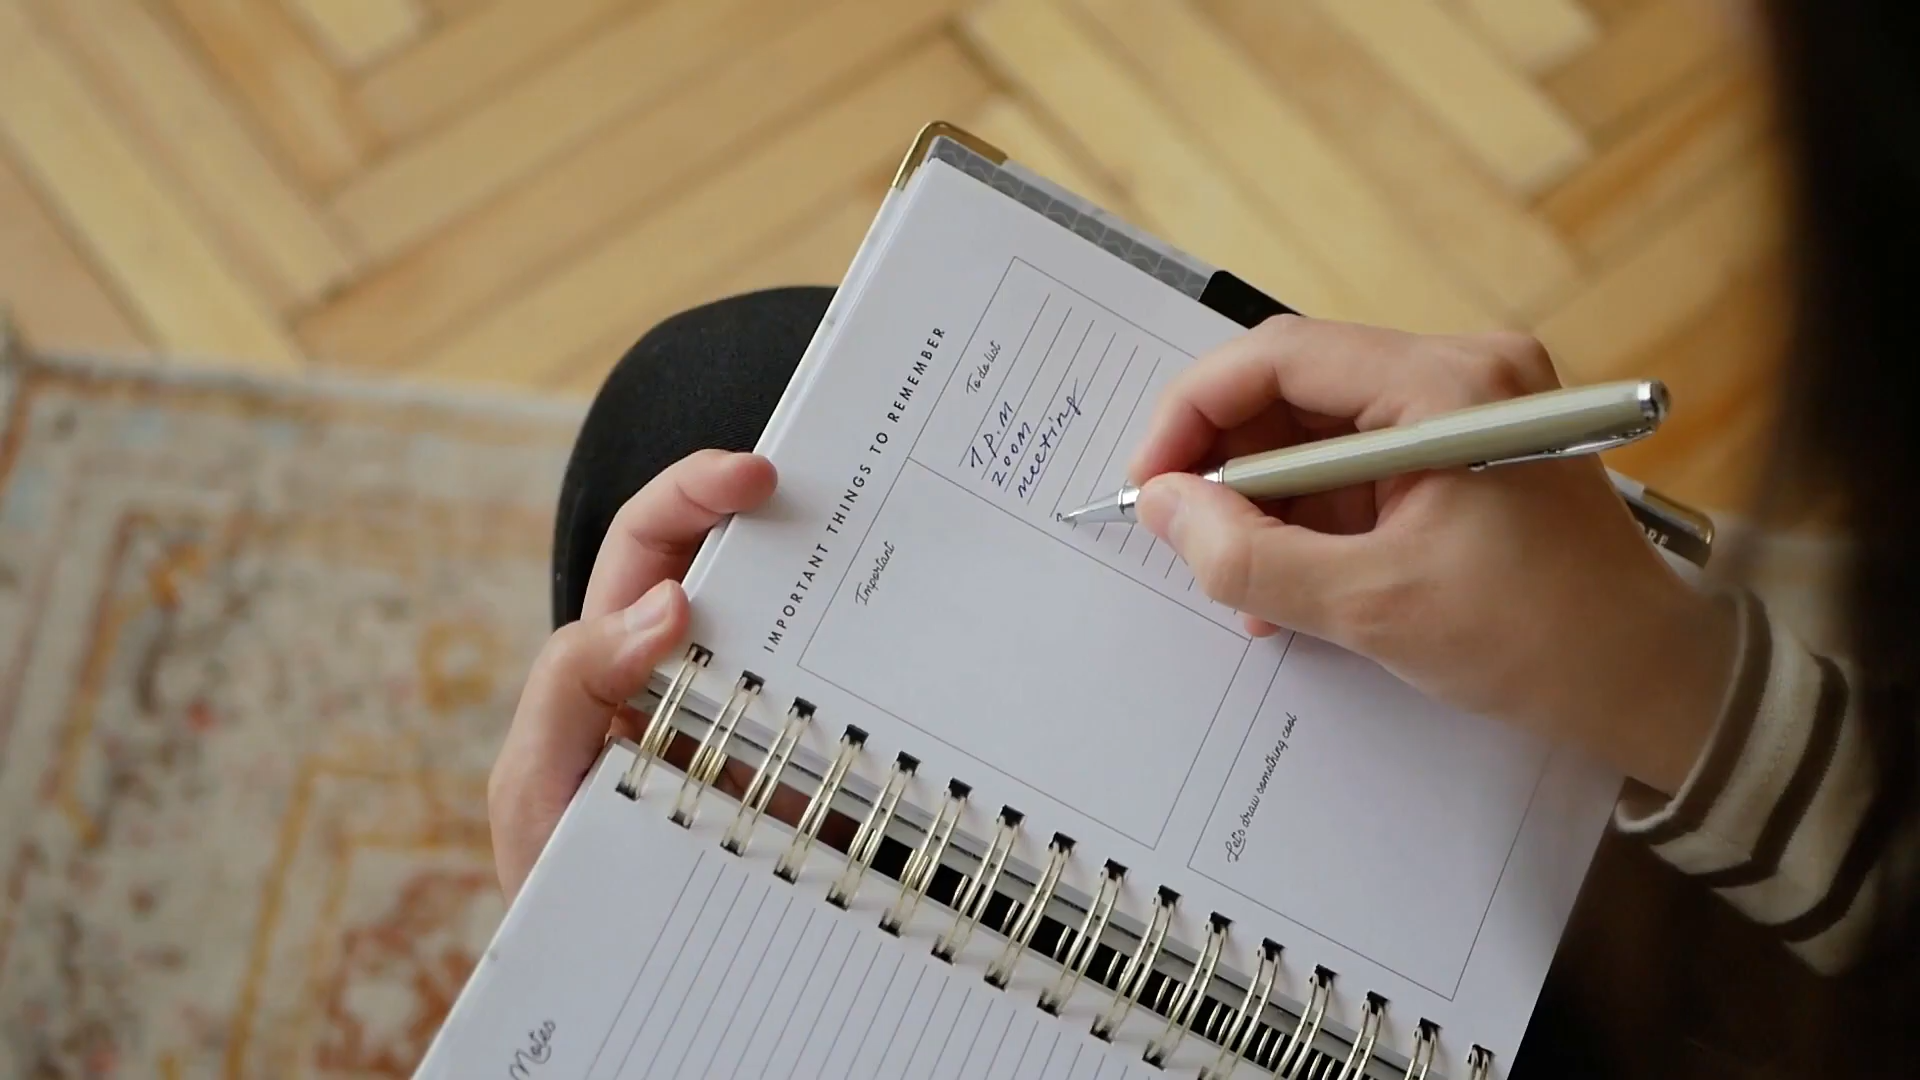 IMPORTANT THINGS TO REMEMBER
To do list
1 P.M
zoom
meeting
Important
Let's draw something cool
Notes